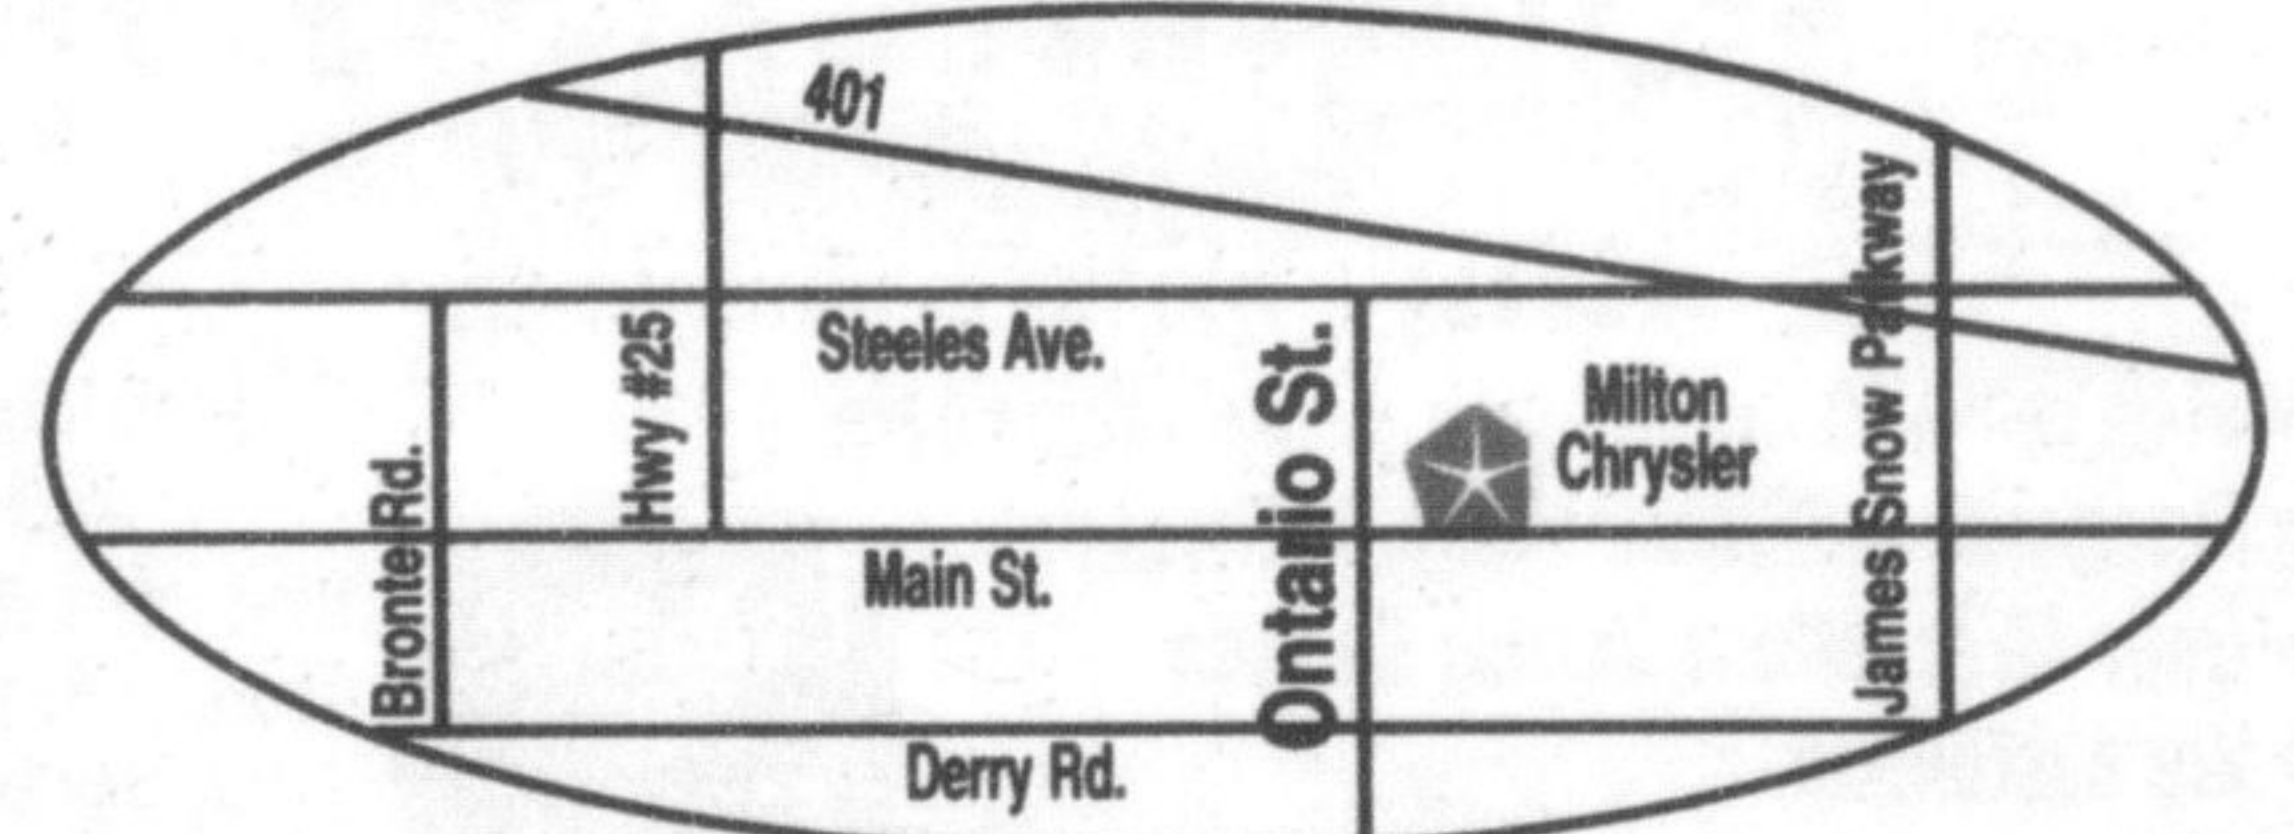 401
James Snow Parkway
Hwy #25
Steeles Ave.
Ontario St.
Milton
Chrysler
Bronte Rd.
Main St.
Derry Rd.